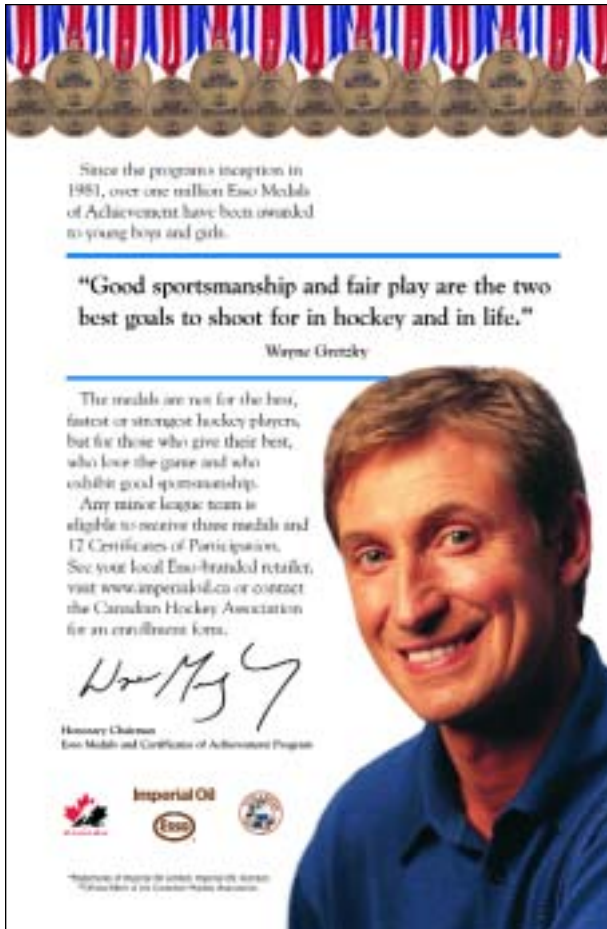 Since the programs inception in
1981, over one million Esso Medals
of Achievement have been awarded
to young boys and girls.
“Good sportsmanship and fair play are the two
best goals to shoot for in hockey and in life.”
Wayne Gretzky
The medals are not for the best,
fastest or strongest hockey players,
but for those who give their best,
who love the game and who
exhibit good sportsmanship.
Any minor league team is
eligible to receive three medals and
17 Certificates of Participation.
See your local Esso-branded retailer,
visit www.imperialoil.ca or contact
the Canadian Hockey Association
for an enrollment form.
Honorary Chairman
Esso Medals and Certificates of Achievement Program
Imperial Oil
Esso